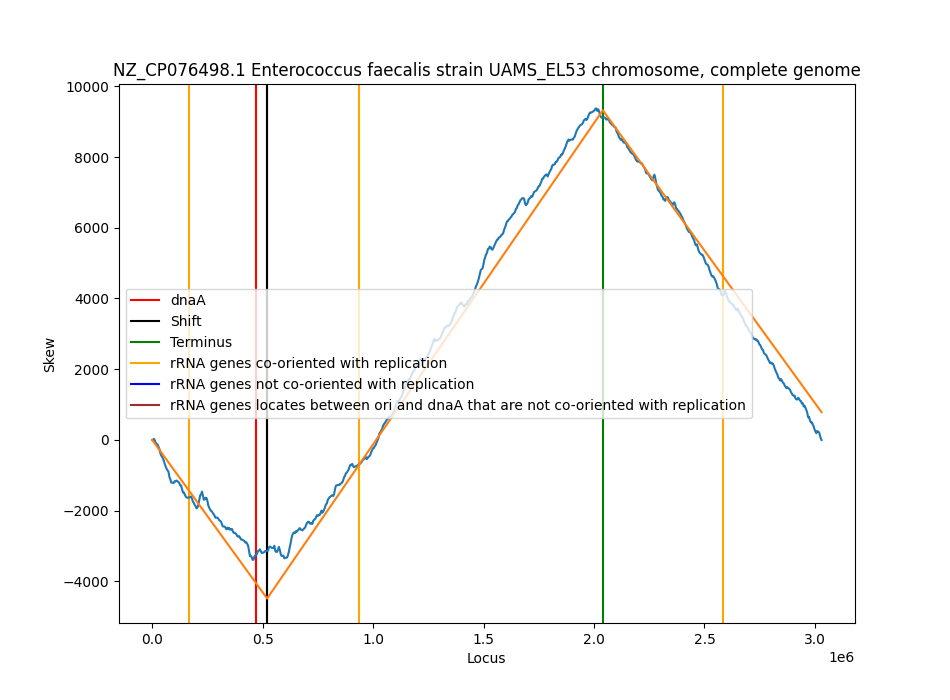 NZ_CP076498.1 Enterococcus faecalis strain UAMS_EL53 chromosome, complete genome
10000
8000
6000
4000
2000
0
−2000
−4000
Skew
dnaA
Shift
Terminus
rRNA genes co-oriented with replication
rRNA genes not co-oriented with replication
rRNA genes locates between ori and dnaA that are not co-oriented with replication
0.0 0.5 1.0 1.5 2.0 2.5 3.0
1e6
Locus